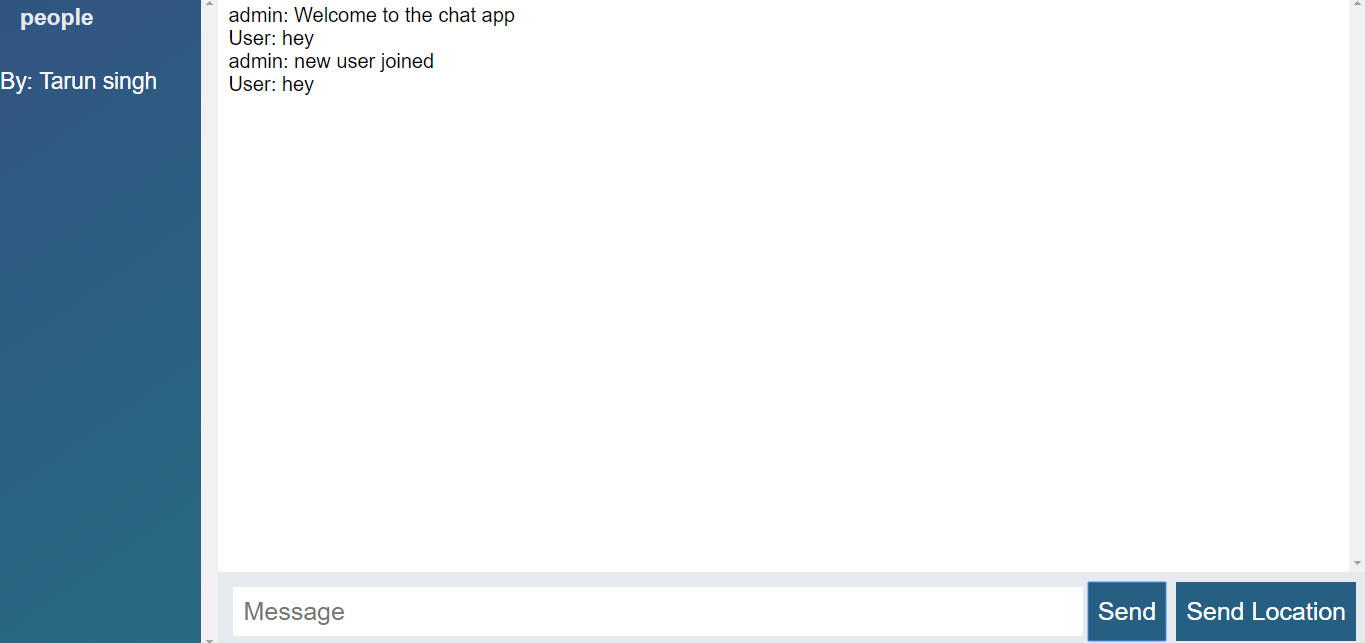 people
By: Tarun singh
admin: Welcome to the chat app
User: hey
admin: new user joined
User: hey
Message
Send
Send Location